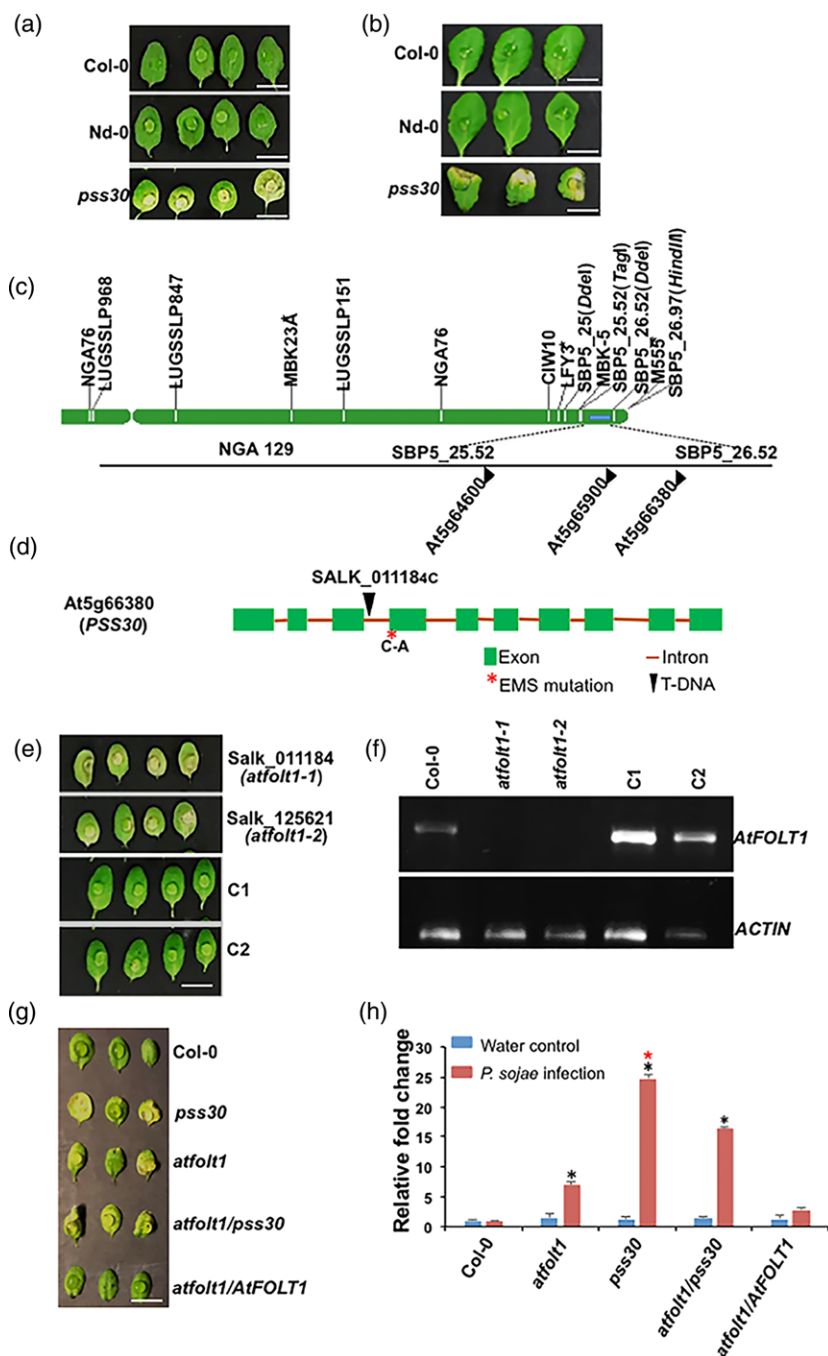 (a)
Col-0
Nd-0
pss30
(b)
Col-0
Nd-0
pss30
(c)
NGA76
LUGSSLP968
LUGSSLP847
MBK23A*
LUGSSLP151
NGA76
CIW10
LFY3*
SBP5_25(DdeI)
MBK-5
SBP5_25.52(TagI)
SBP5_26.52(DdeI)
M555*
SBP5_26.97(HindIII)
NGA 129
SBP5_25.52
SBP5_26.52
At5g64600
At5g65900
At5g66380
(d)
SALK_011184C
At5g66380
(PSS30)
*
C-A
Exon
Intron
* EMS mutation
T-DNA
(e)
Salk_011184
(atfolt1-1)
Salk_125621
(atfolt1-2)
C1
C2
(f)
Col-0
atfolt1-1
atfolt1-2
C1
C2
AtFOLT1
ACTIN
(g)
Col-0
pss30
atfolt1
atfolt1/pss30
atfolt1/AtFOLT1
(h)
Water control
P. sojae infection
Relative fold change
30
25
20
15
10
5
0
*
*
*
*
Col-0
atfolt1
pss30
atfolt1/pss30
atfolt1/AtFOLT1